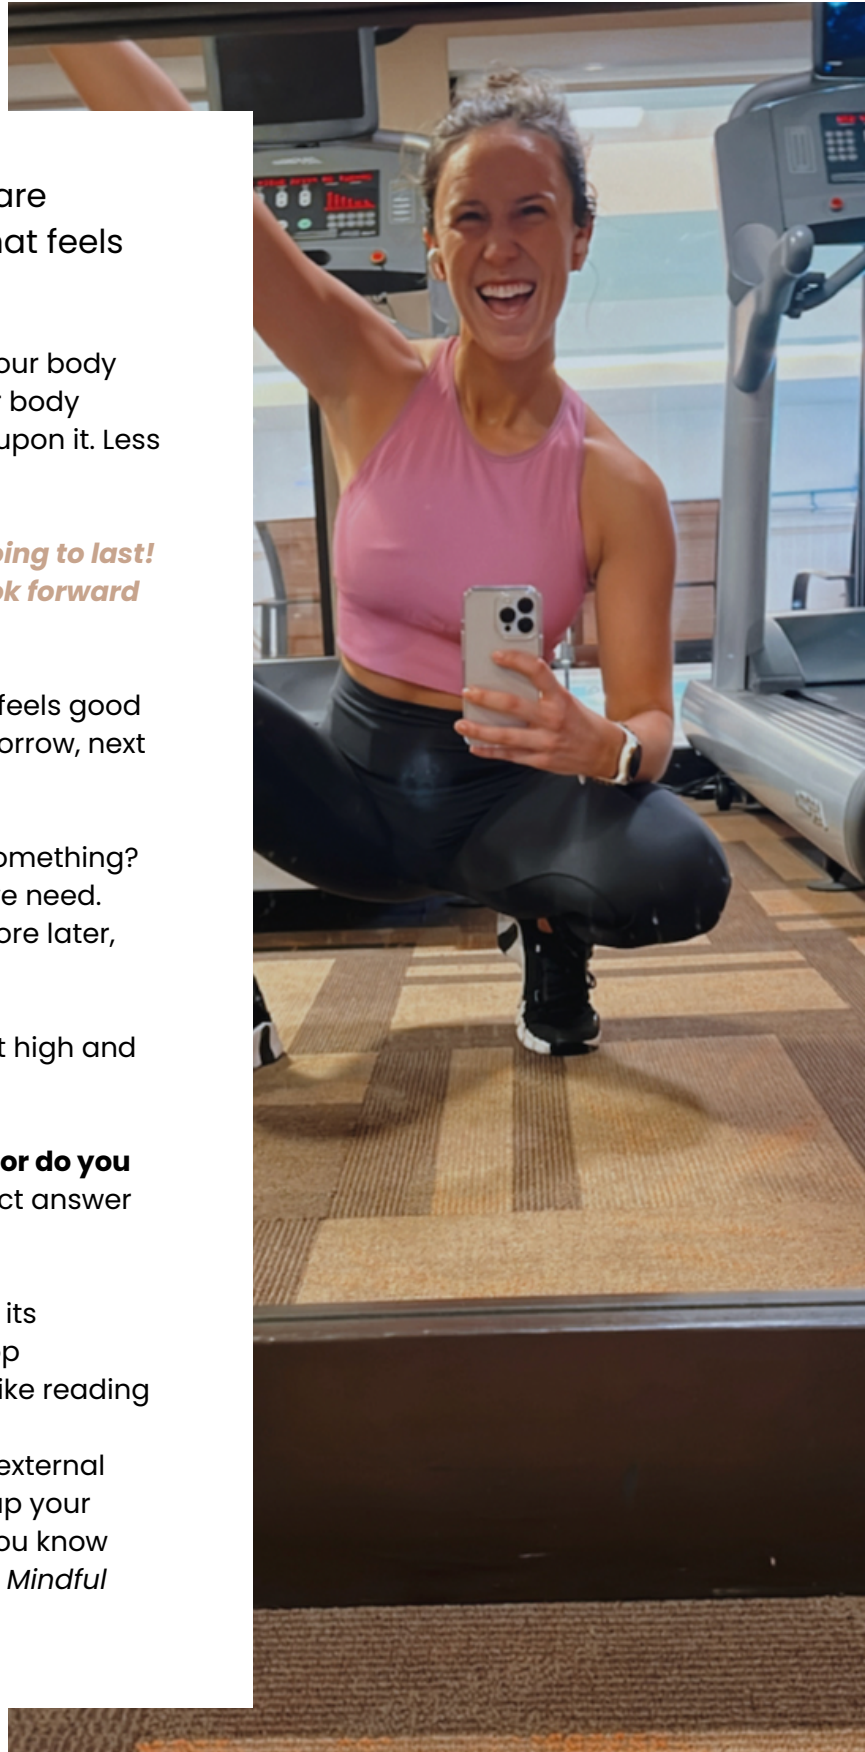 are
hat feels
our body
body
upon it. Less
ing to last!
ok forward
feels good
orrow, next
omething?
e need.
ore later,
t high and
or do you
ct answer
its
p
ike reading
external
up your
ou know
Mindful